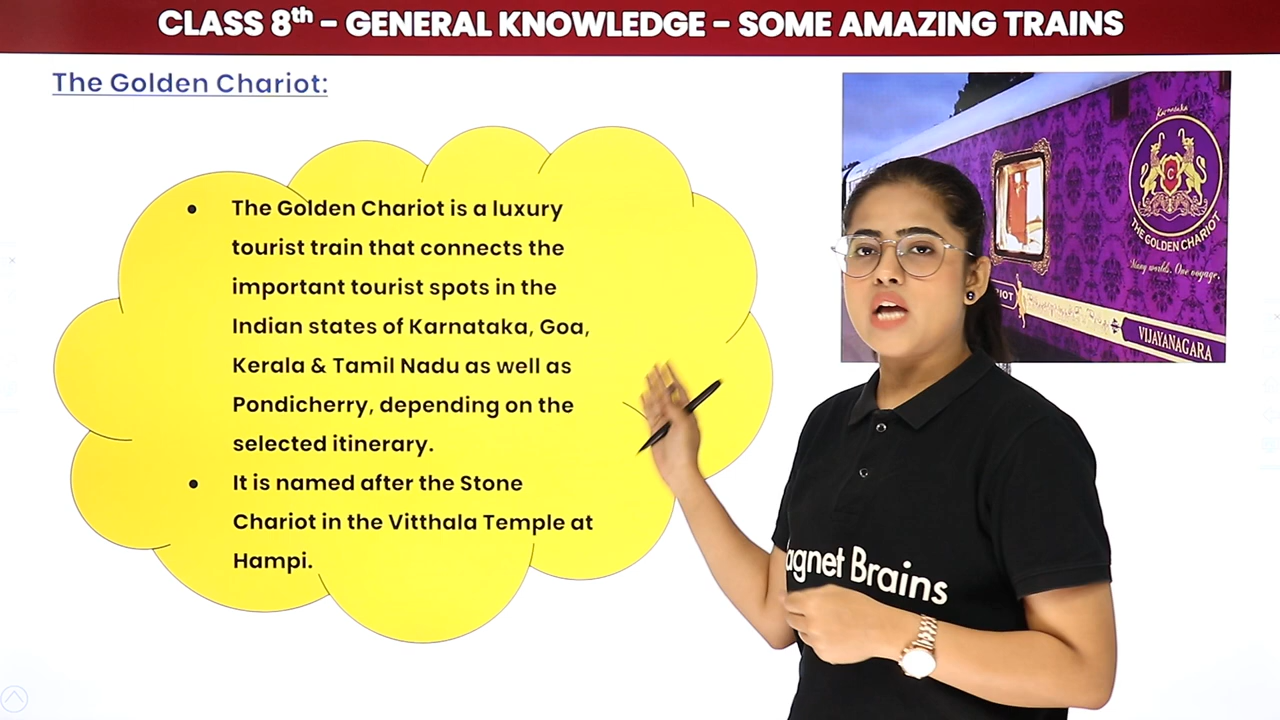 CLASS 8th – GENERAL KNOWLEDGE – SOME AMAZING TRAINS
The Golden Chariot:
• The Golden Chariot is a luxury
tourist train that connects the
important tourist spots in the
Indian states of Karnataka, Goa,
Kerala & Tamil Nadu as well as
Pondicherry, depending on the
selected itinerary.
• It is named after the Stone
Chariot in the Vitthala Temple at
Hampi.
Karnataka
C
THE GOLDEN CHARIOT
Many worlds. One voyage.
IOT
VIJAYANAGARA
agnet Brains